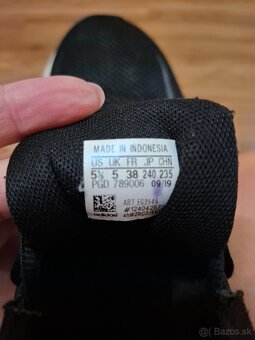 MADE IN INDONESIA
US UK FR JP CHN
5½ 5 38 240 235
PGD 789006 09/19
ART EG2545
adidas
Bazos.sk